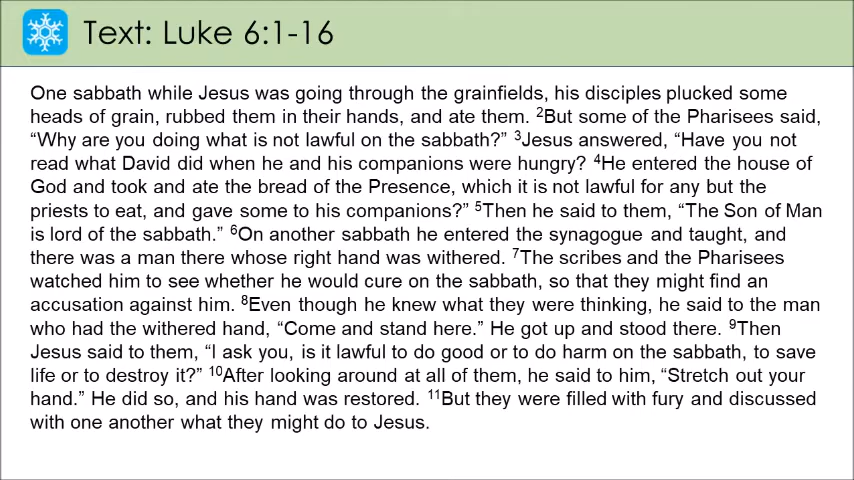 Text: Luke 6:1-16
One sabbath while Jesus was going through the grainfields, his disciples plucked some
heads of grain, rubbed them in their hands, and ate them. ²But some of the Pharisees said,
“Why are you doing what is not lawful on the sabbath?” ³Jesus answered, “Have you not
read what David did when he and his companions were hungry? ⁴He entered the house of
God and took and ate the bread of the Presence, which it is not lawful for any but the
priests to eat, and gave some to his companions?” ⁵Then he said to them, “The Son of Man
is lord of the sabbath.” ⁶On another sabbath he entered the synagogue and taught, and
there was a man there whose right hand was withered. ⁷The scribes and the Pharisees
watched him to see whether he would cure on the sabbath, so that they might find an
accusation against him. ⁸Even though he knew what they were thinking, he said to the man
who had the withered hand, “Come and stand here.” He got up and stood there. ⁹Then
Jesus said to them, “I ask you, is it lawful to do good or to do harm on the sabbath, to save
life or to destroy it?” ¹⁰After looking around at all of them, he said to him, “Stretch out your
hand.” He did so, and his hand was restored. ¹¹But they were filled with fury and discussed
with one another what they might do to Jesus.